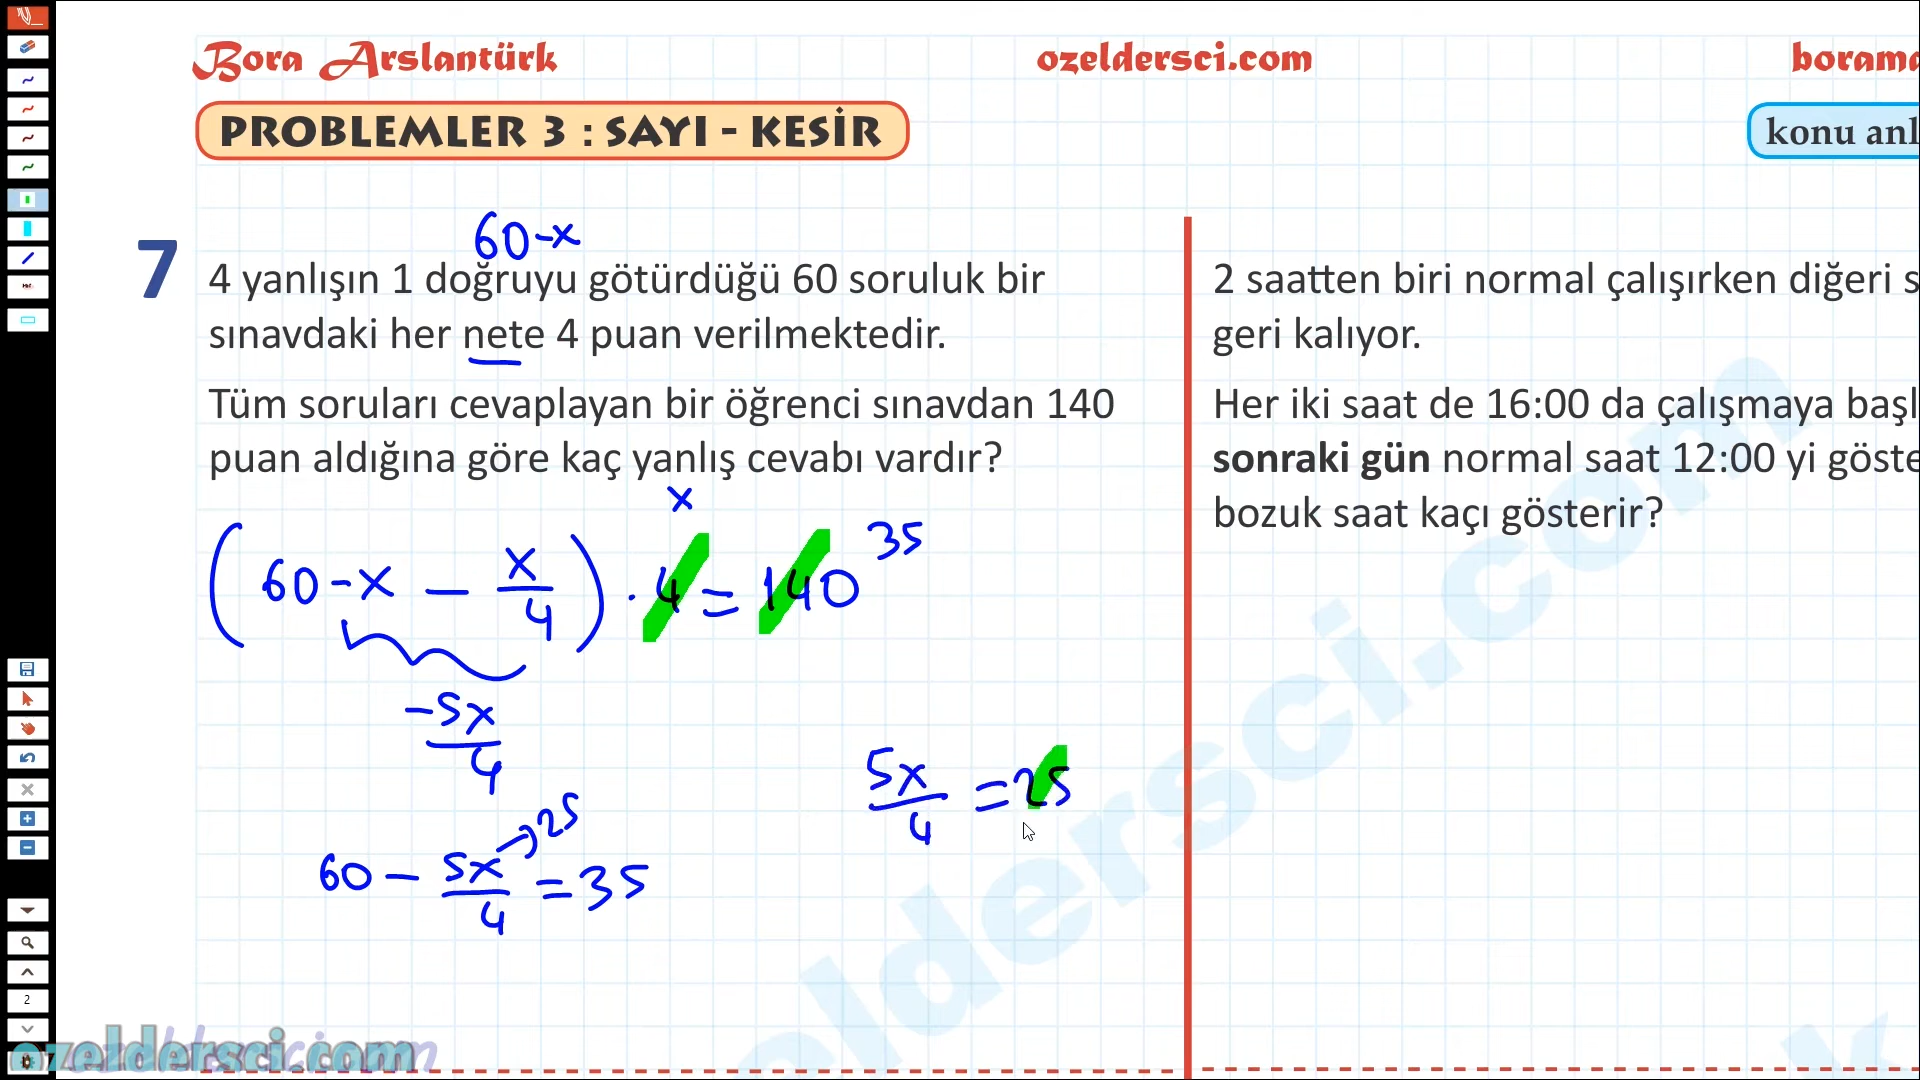 Bora Arslantürk
ozeldersci.com
PROBLEMLER 3 : SAYI - KESİR
konu anl
7
60-x
4 yanlışın 1 doğruyu götürdüğü 60 soruluk bir
sınavdaki her nete 4 puan verilmektedir.
Tüm soruları cevaplayan bir öğrenci sınavdan 140
puan aldığına göre kaç yanlış cevabı vardır?
x
(60-x - x/4) . 4 = 140 35
-5x/4
25
60 - 5x/4 = 35
5x/4 = 25
2 saatten biri normal çalışırken diğeri s
geri kalıyor.
Her iki saat de 16:00 da çalışmaya başl
sonraki gün normal saat 12:00 yi göste
bozuk saat kaçı gösterir?
2
ozeldersci.com